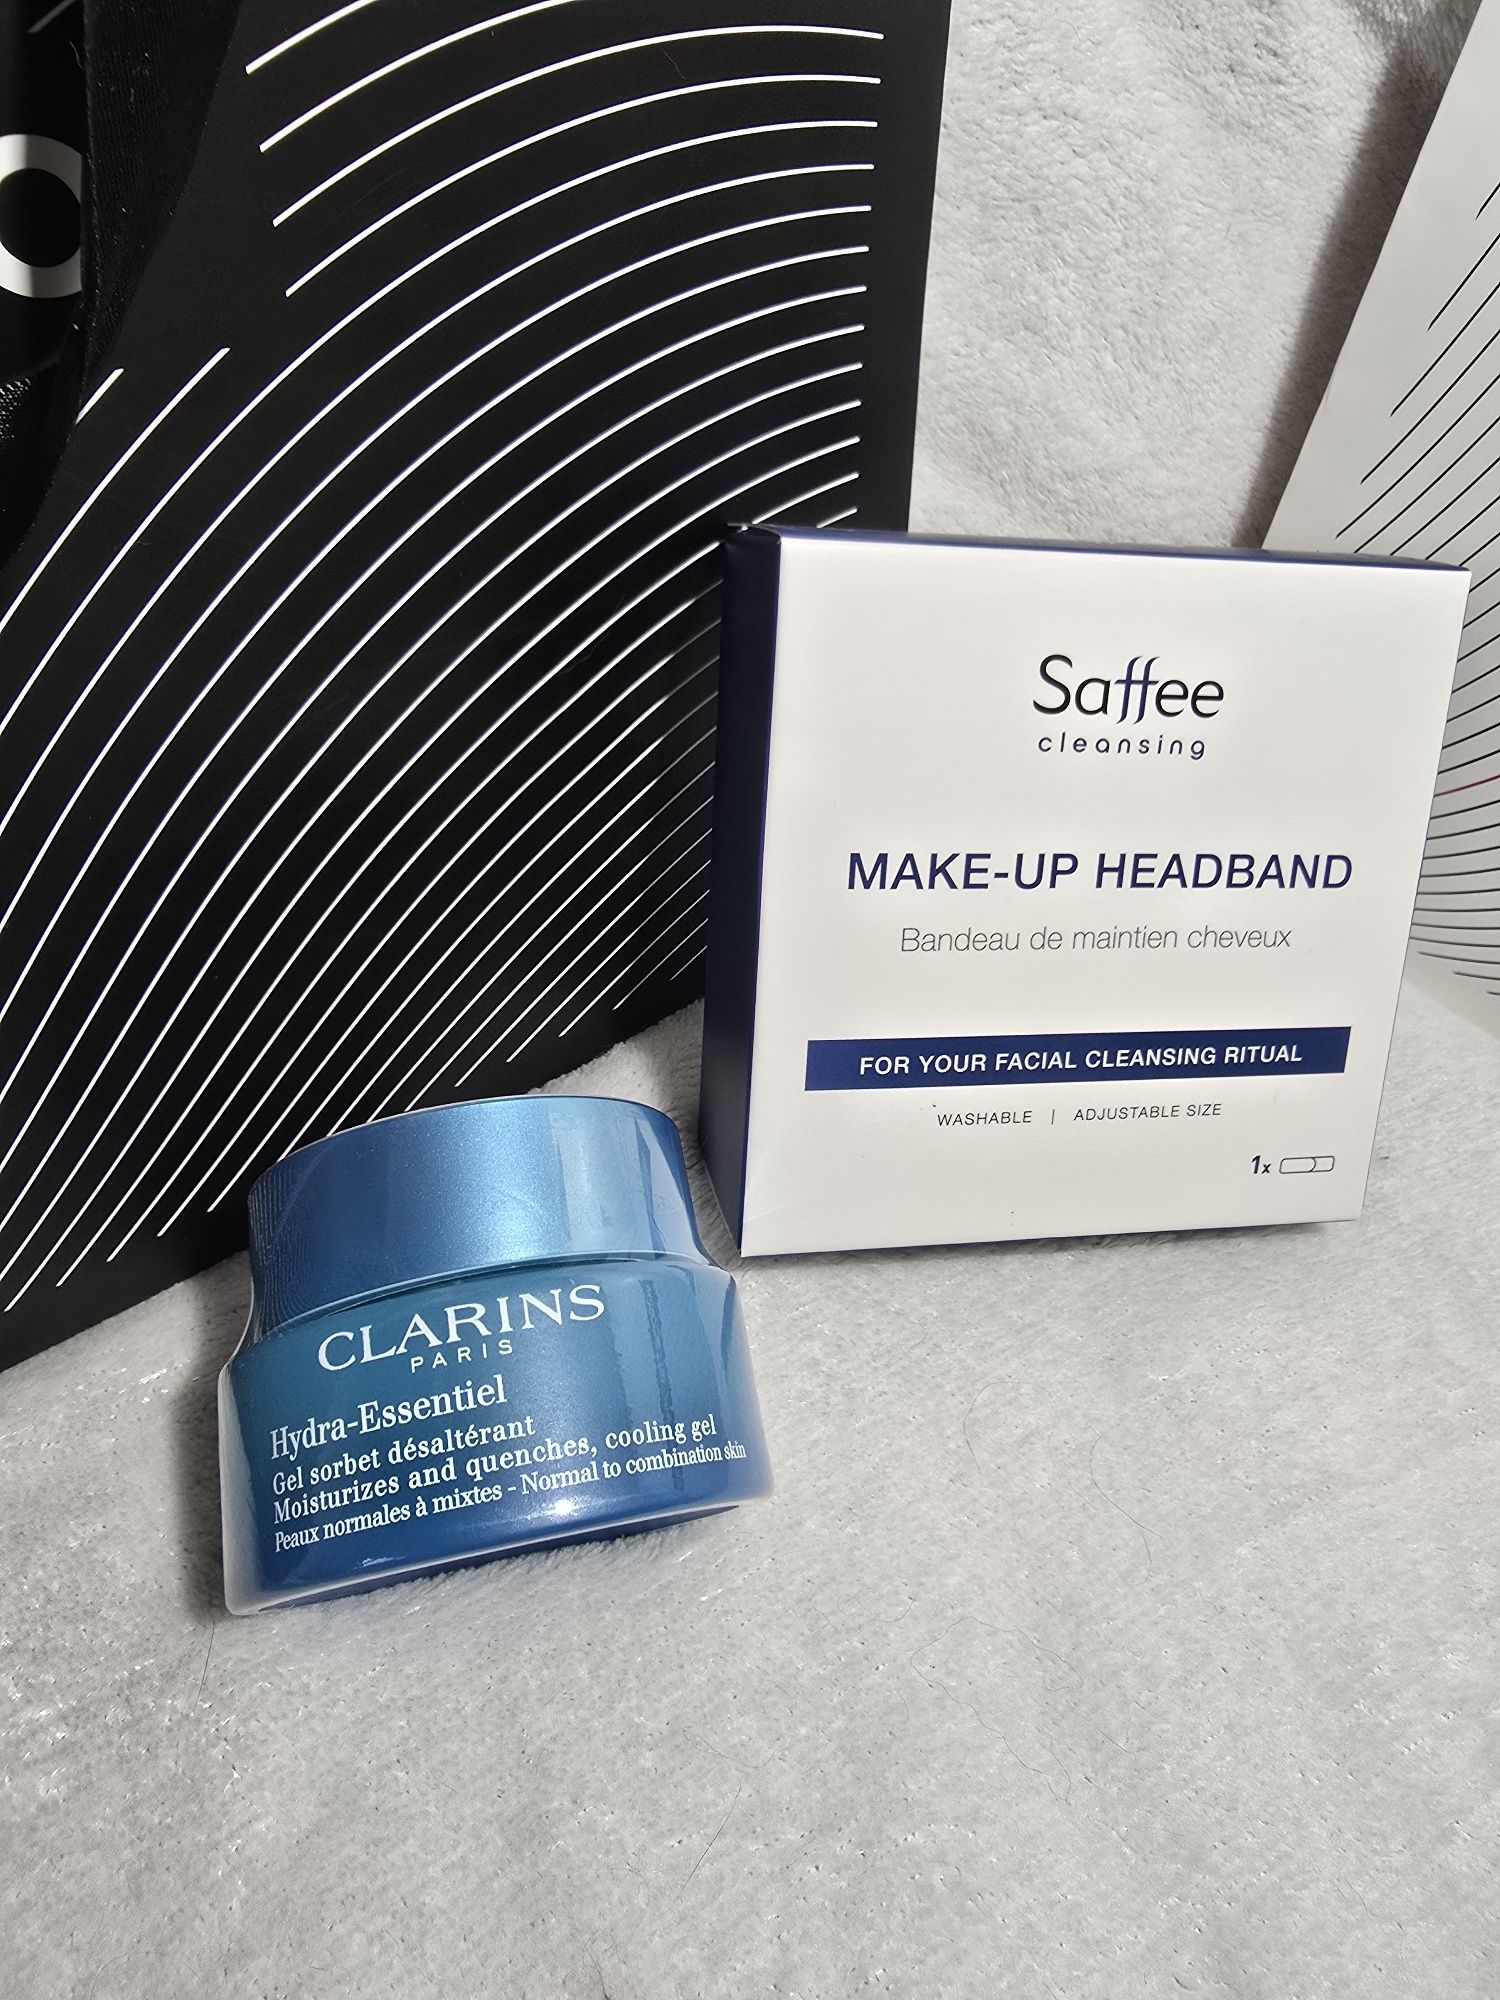 Saffee
cleansing
MAKE-UP HEADBAND
Bandeau de maintien cheveux
FOR YOUR FACIAL CLEANSING RITUAL
WASHABLE | ADJUSTABLE SIZE
1x
CLARINS
PARIS
Hydra-Essentiel
Gel sorbet désaltérant
Moisturizes and quenches, cooling gel
Peaux normales à mixtes - Normal to combination skin